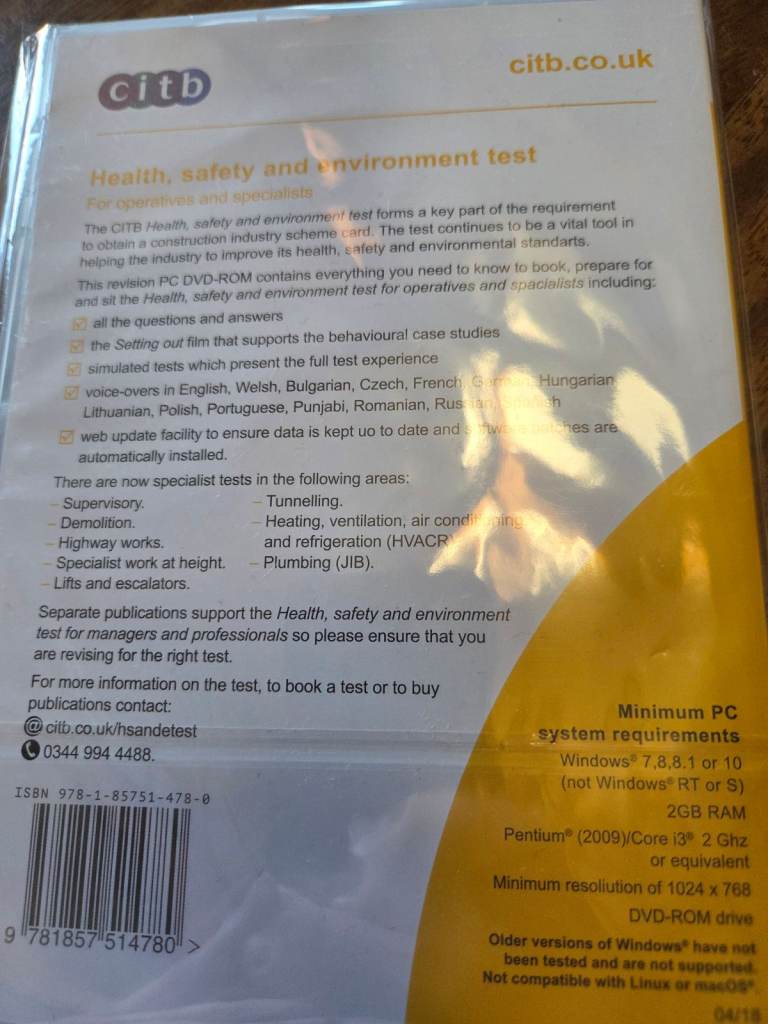 citb
citb.co.uk
Health, safety and environment test
For operatives and specialists
The CITB Health, safety and environment test forms a key part of the requirement
to obtain a construction industry scheme card. The test continues to be a vital tool in
helping the industry to improve its health, safety and environmental standarts.
This revision PC DVD-ROM contains everything you need to know to book, prepare for
and sit the Health, safety and environment test for operatives and spacialists including:
all the questions and answers
the Setting out film that supports the behavioural case studies
simulated tests which present the full test experience
voice-overs in English, Welsh, Bulgarian, Czech, French, German, Hungarian
Lithuanian, Polish, Portuguese, Punjabi, Romanian, Russian, Spanish
web update facility to ensure data is kept uo to date and software patches are
automatically installed.
There are now specialist tests in the following areas:
– Supervisory.
– Demolition.
– Highway works.
– Specialist work at height.
– Lifts and escalators.
– Tunnelling.
– Heating, ventilation, air conditioning
and refrigeration (HVACR)
– Plumbing (JIB).
Separate publications support the Health, safety and environment
test for managers and professionals so please ensure that you
are revising for the right test.
For more information on the test, to book a test or to buy
publications contact:
@ citb.co.uk/hsandetest
0344 994 4488.
ISBN 978-1-85751-478-0
9 781857 514780 >
Minimum PC
system requirements
Windows® 7,8,8.1 or 10
(not Windows® RT or S)
2GB RAM
Pentium® (2009)/Core i3® 2 Ghz
or equivalent
Minimum resoliution of 1024 x 768
DVD-ROM drive
Older versions of Windows® have not
been tested and are not supported.
Not compatible with Linux or macOS®.
04/18